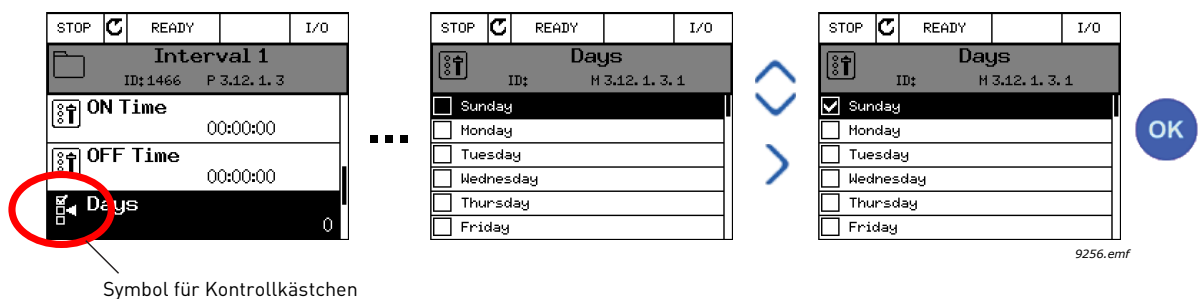 STOP READY I/O
Interval 1
ID:1466 P 3.12.1.3
ON Time
00:00:00
OFF Time
00:00:00
Days
0
Symbol für Kontrollkästchen
STOP READY I/O
Days
ID: M 3.12.1.3.1
Sunday
Monday
Tuesday
Wednesday
Thursday
Friday
STOP READY I/O
Days
ID: M 3.12.1.3.1
Sunday
Monday
Tuesday
Wednesday
Thursday
Friday
OK
9256.emf